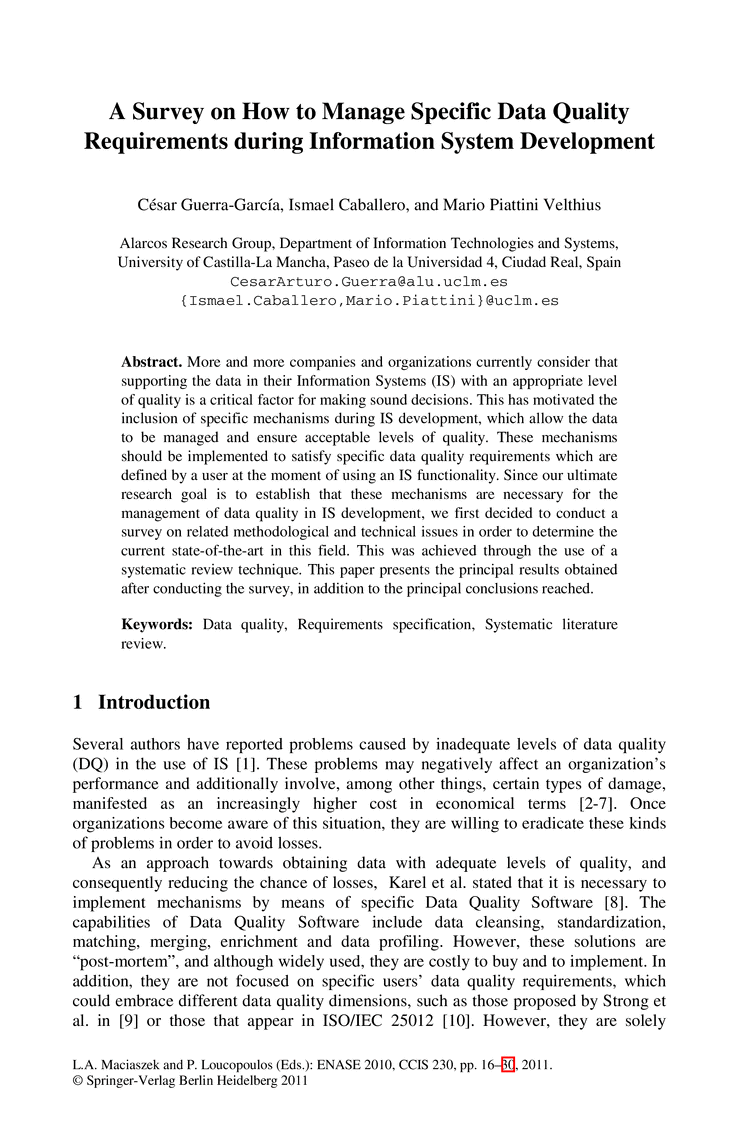 A Survey on How to Manage Specific Data Quality
Requirements during Information System Development
César Guerra-García, Ismael Caballero, and Mario Piattini Velthius
Alarcos Research Group, Department of Information Technologies and Systems,
University of Castilla-La Mancha, Paseo de la Universidad 4, Ciudad Real, Spain
CesarArturo.Guerra@alu.uclm.es
{Ismael.Caballero,Mario.Piattini}@uclm.es
Abstract. More and more companies and organizations currently consider that
supporting the data in their Information Systems (IS) with an appropriate level
of quality is a critical factor for making sound decisions. This has motivated the
inclusion of specific mechanisms during IS development, which allow the data
to be managed and ensure acceptable levels of quality. These mechanisms
should be implemented to satisfy specific data quality requirements which are
defined by a user at the moment of using an IS functionality. Since our ultimate
research goal is to establish that these mechanisms are necessary for the
management of data quality in IS development, we first decided to conduct a
survey on related methodological and technical issues in order to determine the
current state-of-the-art in this field. This was achieved through the use of a
systematic review technique. This paper presents the principal results obtained
after conducting the survey, in addition to the principal conclusions reached.
Keywords: Data quality, Requirements specification, Systematic literature
review.
1 Introduction
Several authors have reported problems caused by inadequate levels of data quality
(DQ) in the use of IS [1]. These problems may negatively affect an organization's
performance and additionally involve, among other things, certain types of damage,
manifested as an increasingly higher cost in economical terms [2-7]. Once
organizations become aware of this situation, they are willing to eradicate these kinds
of problems in order to avoid losses.
As an approach towards obtaining data with adequate levels of quality, and
consequently reducing the chance of losses, Karel et al. stated that it is necessary to
implement mechanisms by means of specific Data Quality Software [8]. The
capabilities of Data Quality Software include data cleansing, standardization,
matching, merging, enrichment and data profiling. However, these solutions are
“post-mortem”, and although widely used, they are costly to buy and to implement. In
addition, they are not focused on specific users' data quality requirements, which
could embrace different data quality dimensions, such as those proposed by Strong et
al. in [9] or those that appear in ISO/IEC 25012 [10]. However, they are solely
L.A. Maciaszek and P. Loucopoulos (Eds.): ENASE 2010, CCIS 230, pp. 16–30, 2011.
© Springer-Verlag Berlin Heidelberg 2011